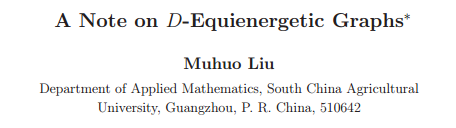 A Note on D-Equienergetic Graphs*
Muhuo Liu
Department of Applied Mathematics, South China Agricultural
University, Guangzhou, P. R. China, 510642